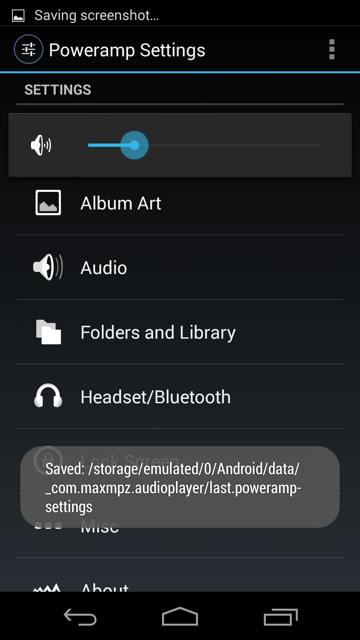 Saving screenshot...
Poweramp Settings
SETTINGS
Album Art
Audio
Folders and Library
Headset/Bluetooth
Lock Screen
Saved: /storage/emulated/0/Android/data/
_com.maxmpz.audioplayer/last.poweramp-
settings
Misc
About